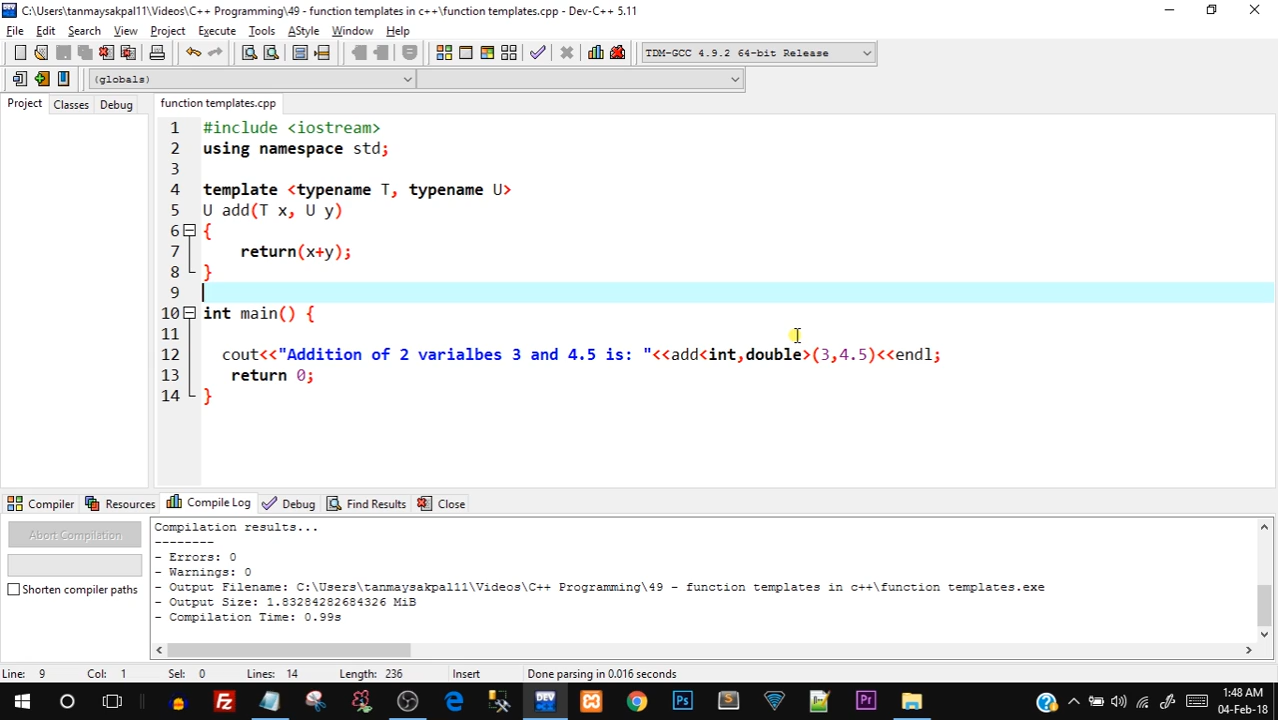 C:\Users\tanmaysakpal11\Videos\C++ Programming\49 - function templates in c++\function templates.cpp - Dev-C++ 5.11
File Edit Search View Project Execute Tools AStyle Window Help
TDM-GCC 4.9.2 64-bit Release
(globals)
Project Classes Debug function templates.cpp
1 #include <iostream>
2 using namespace std;
3
4 template <typename T, typename U>
5 U add(T x, U y)
6 {
7 return(x+y);
8 }
9
10 int main() {
11
12 cout<<"Addition of 2 varialbes 3 and 4.5 is: "<<add<int,double>(3,4.5)<<endl;
13 return 0;
14 }
Compiler Resources Compile Log Debug Find Results Close
Abort Compilation
Shorten compiler paths
Compilation results...
--------
- Errors: 0
- Warnings: 0
- Output Filename: C:\Users\tanmaysakpal11\Videos\C++ Programming\49 - function templates in c++\function templates.exe
- Output Size: 1.83284282684326 MiB
- Compilation Time: 0.99s
Line: 9 Col: 1 Sel: 0 Lines: 14 Length: 236 Insert Done parsing in 0.016 seconds
1:48 AM
04-Feb-18